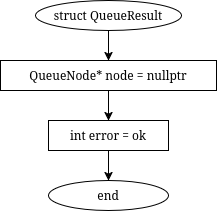 struct QueueResult
QueueNode* node = nullptr
int error = ok
end